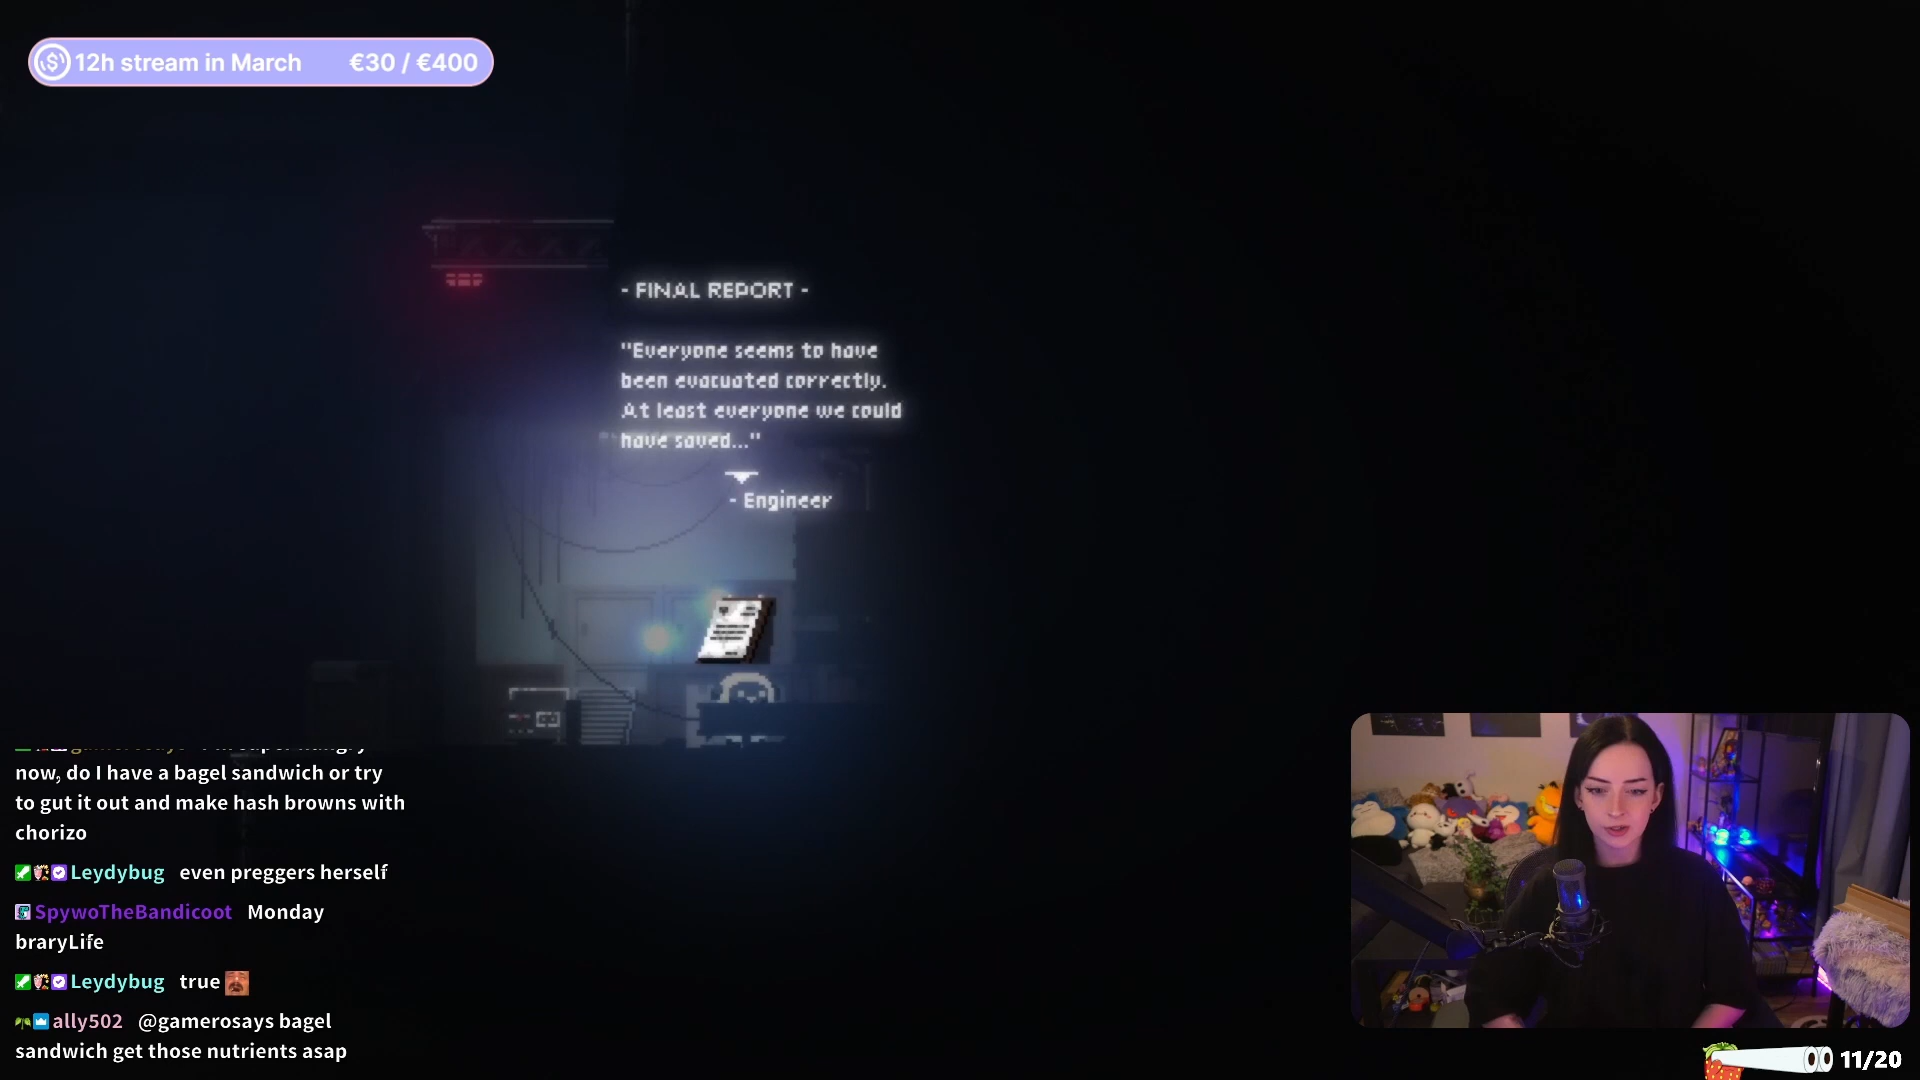 12h stream in March €30 / €400
- FINAL REPORT -
"Everyone seems to have
been evacuated correctly.
At least everyone we could
have saved..."
- Engineer
now, do I have a bagel sandwich or try
to gut it out and make hash browns with
chorizo
Leydybug even preggers herself
SpywoTheBandicoot Monday
braryLife
Leydybug true
ally502 @gamerosays bagel
sandwich get those nutrients asap
11/20